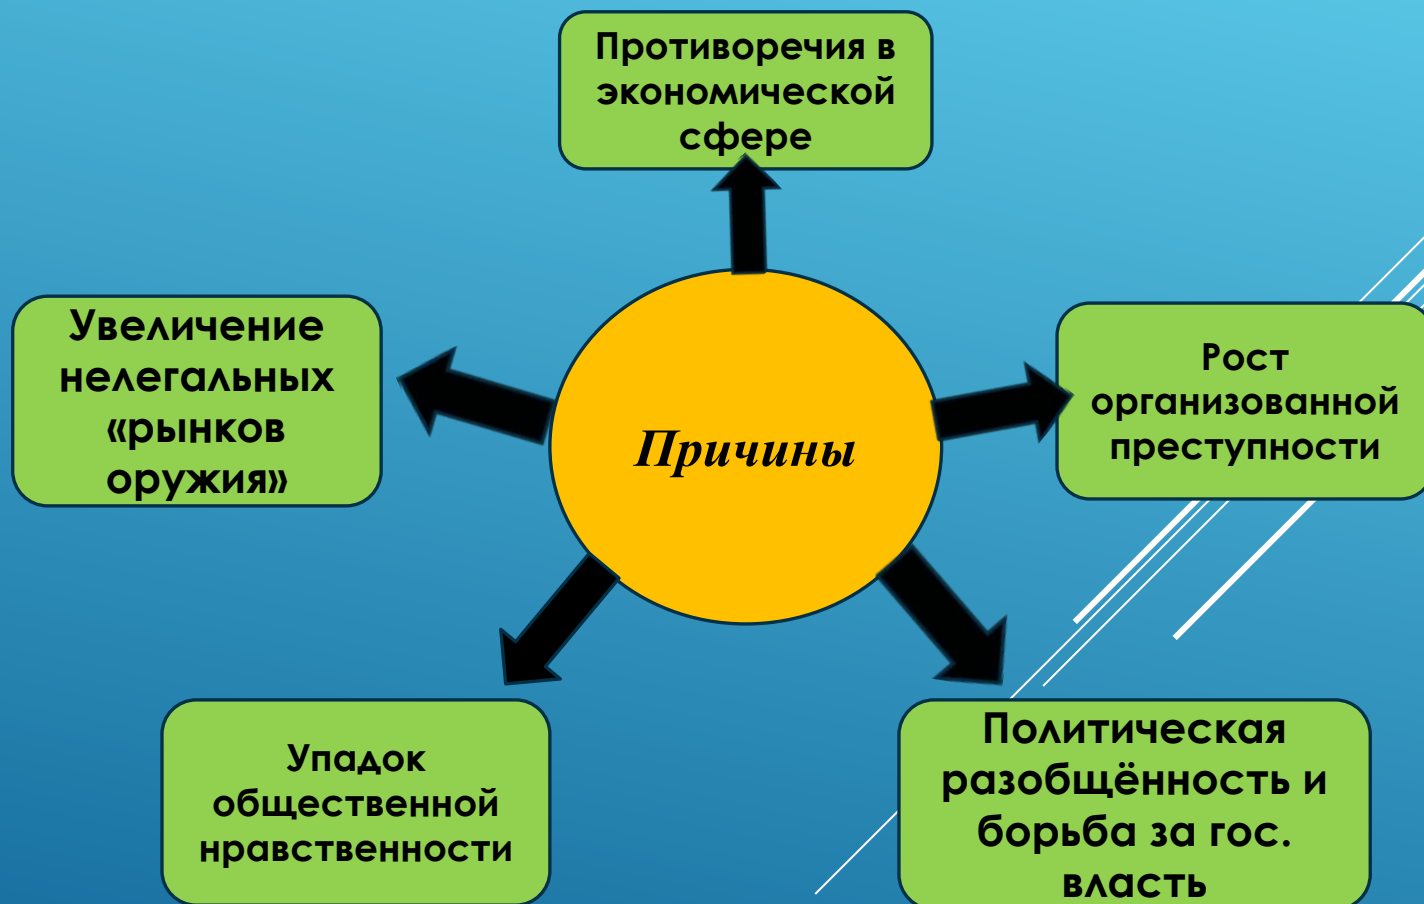 Противоречия в
экономической
сфере
Увеличение
нелегальных
«рынков
оружия»
Причины
Рост
организованной
преступности
Упадок
общественной
нравственности
Политическая
разобщённость и
борьба за гос.
власть